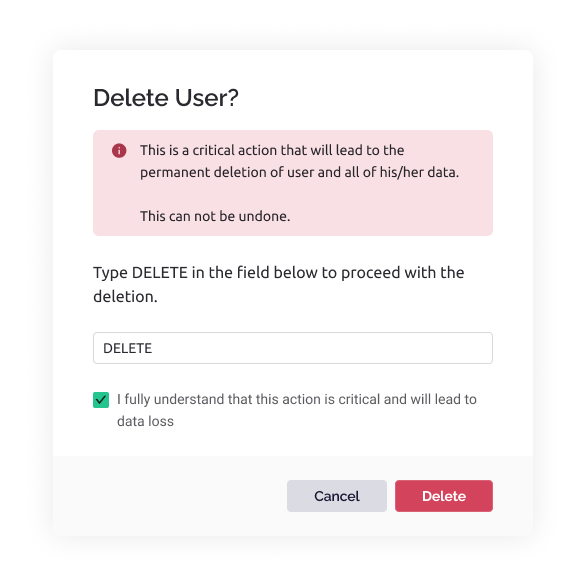 Delete User?
This is a critical action that will lead to the
permanent deletion of user and all of his/her data.
This can not be undone.
Type DELETE in the field below to proceed with the
deletion.
DELETE
I fully understand that this action is critical and will lead to
data loss
Cancel
Delete